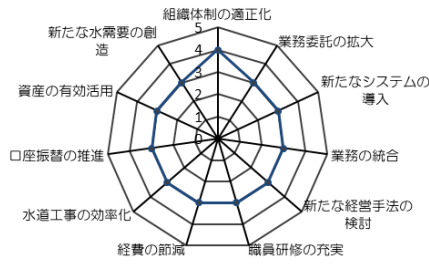 組織体制の適正化
業務委託の拡大
新たなシステムの
導入
業務の統合
新たな経営手法の
検討
職員研修の充実
経費の節減
水道工事の効率化
口座振替の推進
資産の有効活用
新たな水需要の創
造
5
4
3
2
1
0